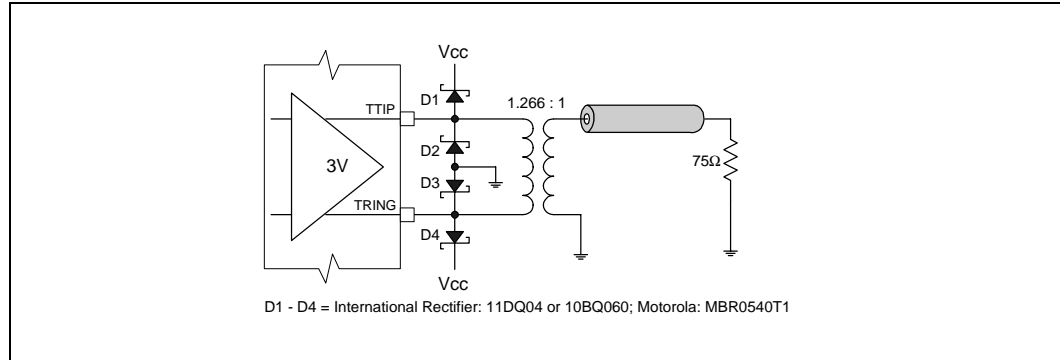 Vcc
D1
1.266 : 1
TTIP
D2
75Ω
3V
D3
TRING
D4
Vcc
D1 - D4 = International Rectifier: 11DQ04 or 10BQ060; Motorola: MBR0540T1